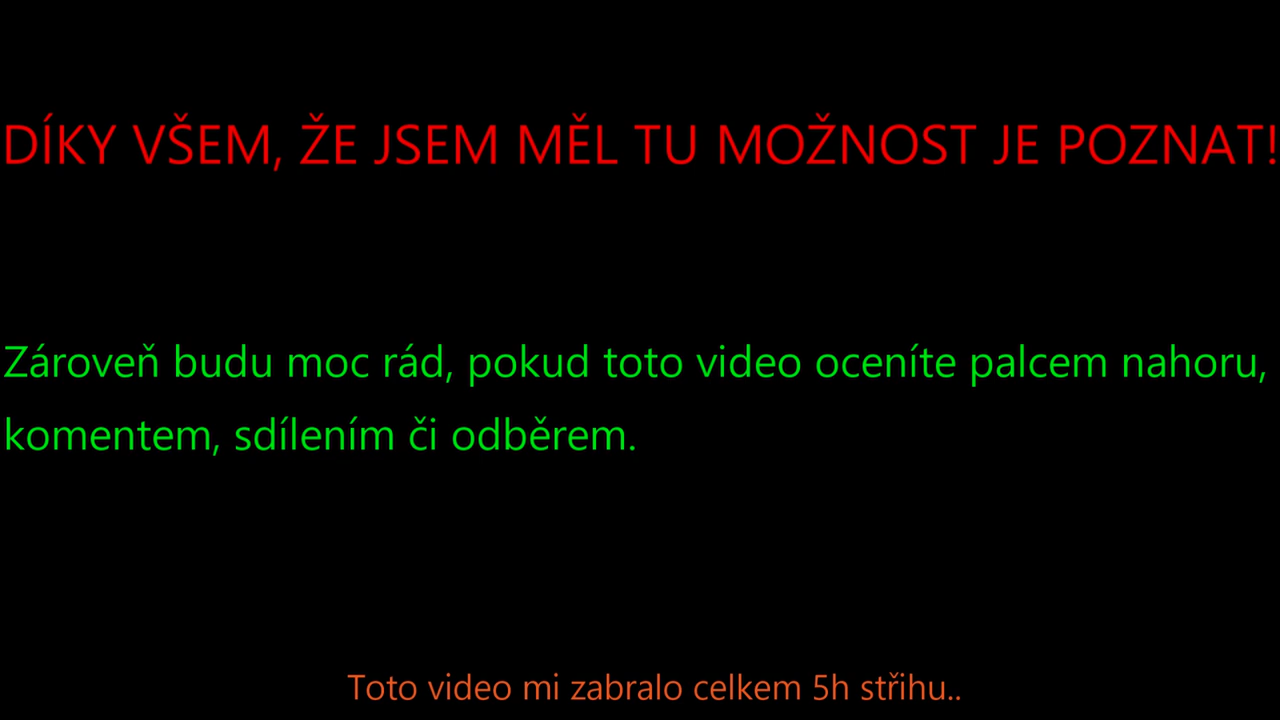 DÍKY VŠEM, ŽE JSEM MĚL TU MOŽNOST JE POZNAT!
Zároveň budu moc rád, pokud toto video oceníte palcem nahoru,
komentem, sdílením či odběrem.
Toto video mi zabralo celkem 5h střihu..